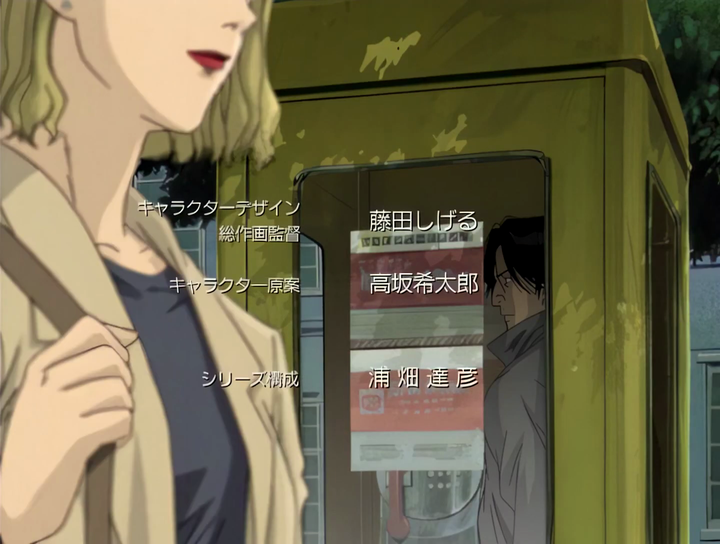 キャラクターデザイン
総作画監督 藤田しげる
キャラクター原案 高坂希太郎
シリーズ構成 浦畑達彦